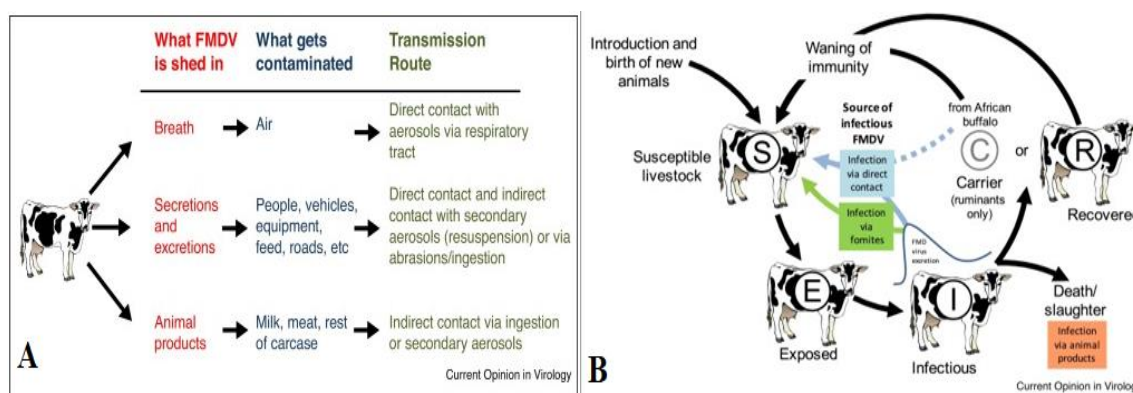 What FMDV
is shed in
What gets
contaminated
Transmission
Route
Breath
Air
Direct contact with
aerosols via respiratory
tract
Secretions
and
excretions
People, vehicles,
equipment,
feed, roads, etc
Direct contact and indirect
contact with secondary
aerosols (resuspension) or via
abrasions/ingestion
Animal
products
Milk, meat, rest
of carcase
Indirect contact via ingestion
or secondary aerosols
A
Current Opinion in Virology
Introduction and
birth of new
animals
Waning of
immunity
Source of
infectious
FMDV
from African
buffalo
S
Susceptible
livestock
Infection
via direct
contact
C
or
R
Carrier
(ruminants
only)
Recovered
Infection
via
fomites
FMD
virus
excretion
E
Exposed
I
Infectious
Death/
slaughter
Infection
via animal
products
B
Current Opinion in Virology